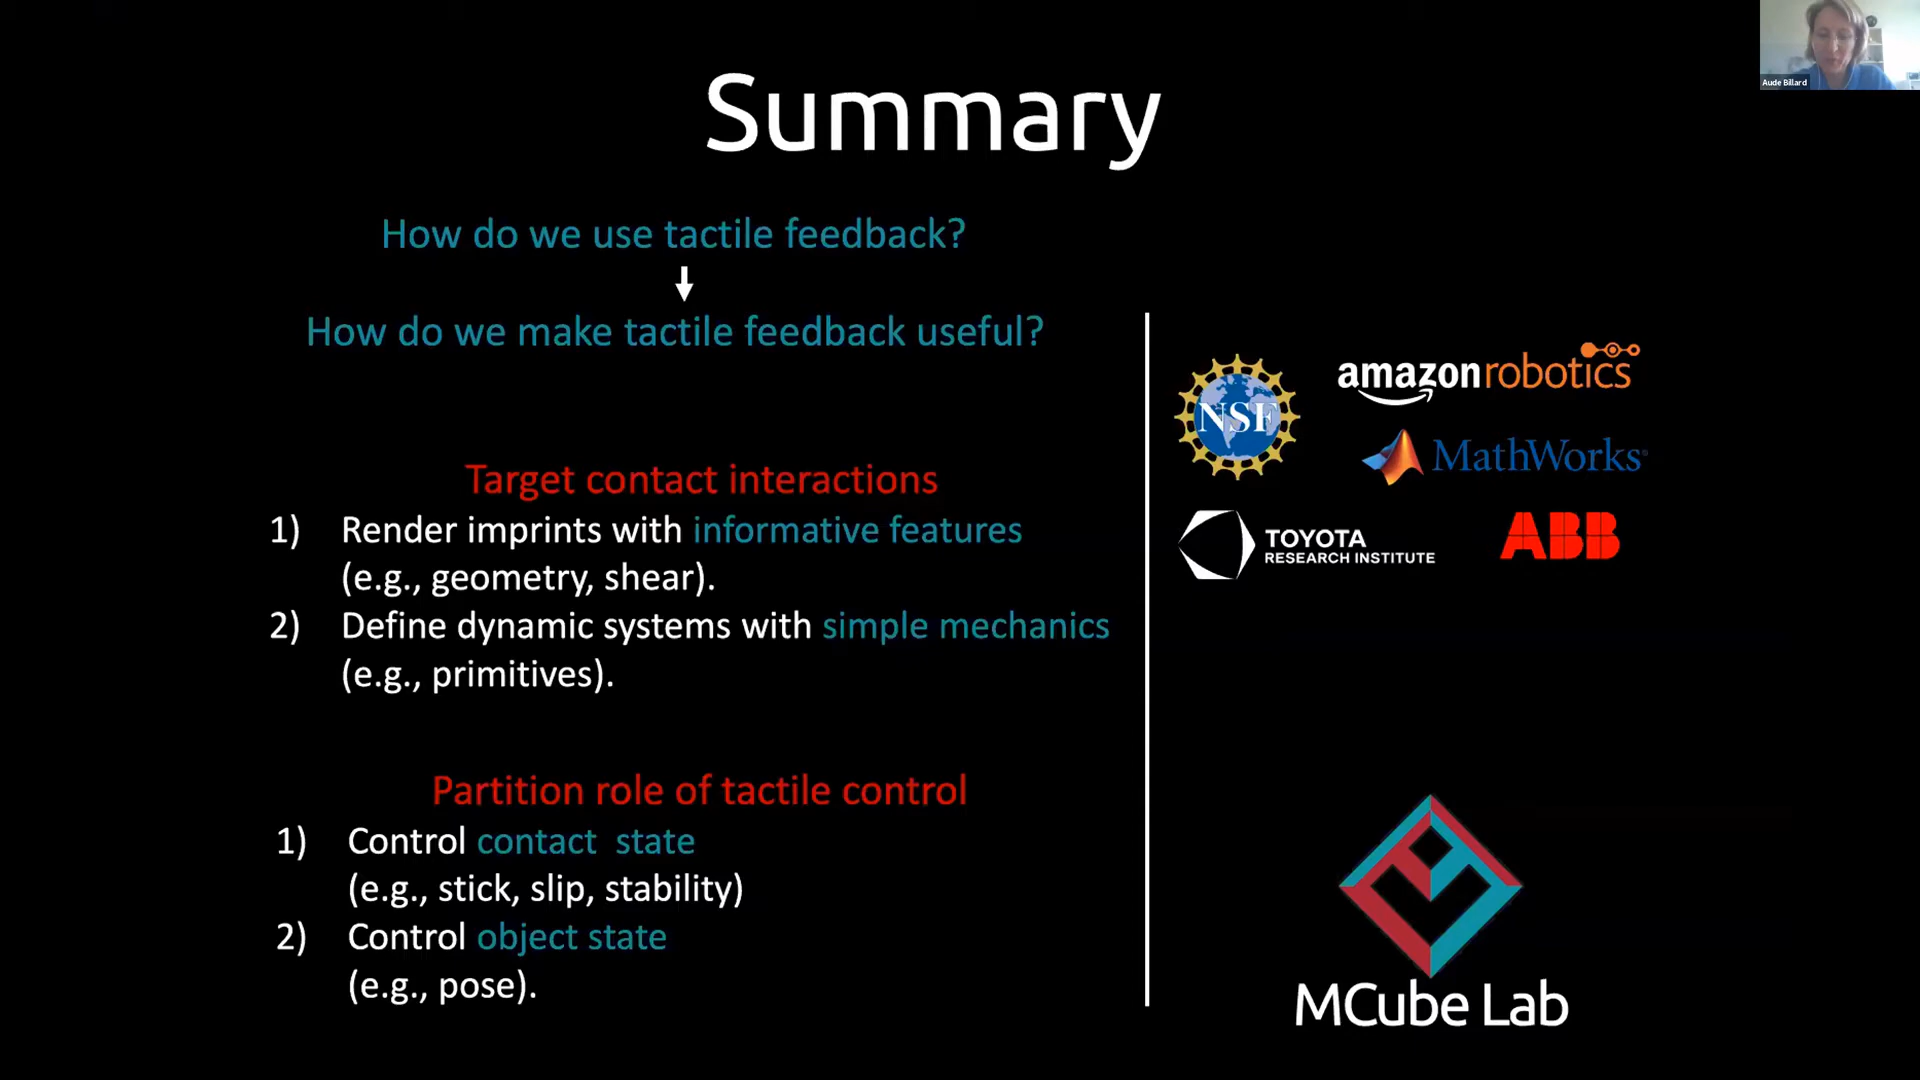 Summary
Aude Billard
How do we use tactile feedback?
How do we make tactile feedback useful?
Target contact interactions
1) Render imprints with informative features
(e.g., geometry, shear).
2) Define dynamic systems with simple mechanics
(e.g., primitives).
Partition role of tactile control
1) Control contact  state
(e.g., stick, slip, stability)
2) Control object state
(e.g., pose).
NSF
amazonrobotics
MathWorks®
TOYOTA
RESEARCH INSTITUTE
ABB
MCube Lab